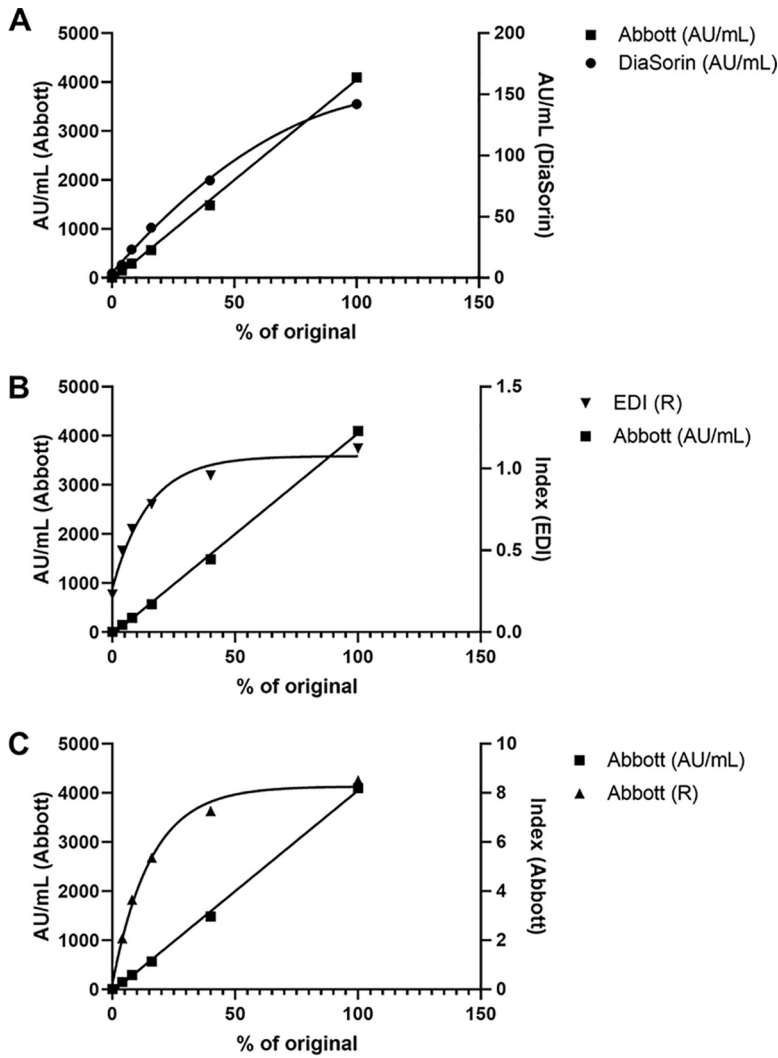 A
5000
4000
3000
2000
1000
0
AU/mL (Abbott)
200
150
100
50
0
AU/mL (DiaSorin)
0 50 100 150
% of original
Abbott (AU/mL)
DiaSorin (AU/mL)
B
5000
4000
3000
2000
1000
0
AU/mL (Abbott)
1.5
1.0
0.5
0.0
Index (EDI)
0 50 100 150
% of original
EDI (R)
Abbott (AU/mL)
C
5000
4000
3000
2000
1000
0
AU/mL (Abbott)
10
8
6
4
2
0
Index (Abbott)
0 50 100 150
% of original
Abbott (AU/mL)
Abbott (R)